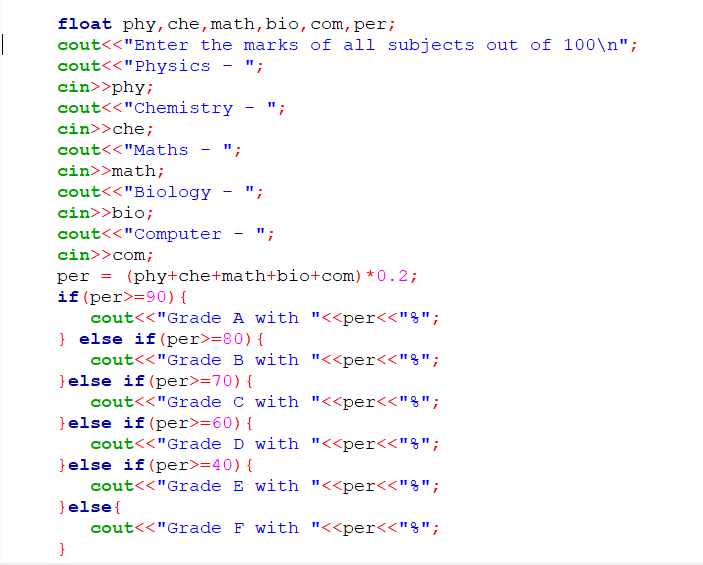 float phy,che,math,bio,com,per;
cout<<"Enter the marks of all subjects out of 100\n";
cout<<"Physics - ";
cin>>phy;
cout<<"Chemistry - ";
cin>>che;
cout<<"Maths - ";
cin>>math;
cout<<"Biology - ";
cin>>bio;
cout<<"Computer - ";
cin>>com;
per = (phy+che+math+bio+com)*0.2;
if(per>=90){
   cout<<"Grade A with "<<per<<"%";
} else if(per>=80){
   cout<<"Grade B with "<<per<<"%";
}else if(per>=70){
   cout<<"Grade C with "<<per<<"%";
}else if(per>=60){
   cout<<"Grade D with "<<per<<"%";
}else if(per>=40){
   cout<<"Grade E with "<<per<<"%";
}else{
   cout<<"Grade F with "<<per<<"%";
}